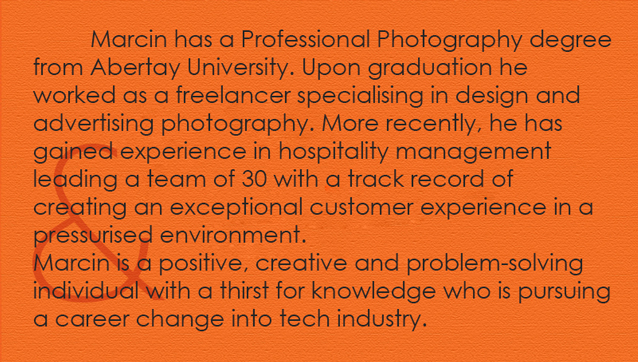 Marcin has a Professional Photography degree
from Abertay University. Upon graduation he
worked as a freelancer specialising in design and
advertising photography. More recently, he has
gained experience in hospitality management
leading a team of 30 with a track record of
creating an exceptional customer experience in a
pressurised environment.
Marcin is a positive, creative and problem-solving
individual with a thirst for knowledge who is pursuing
a career change into tech industry.
&